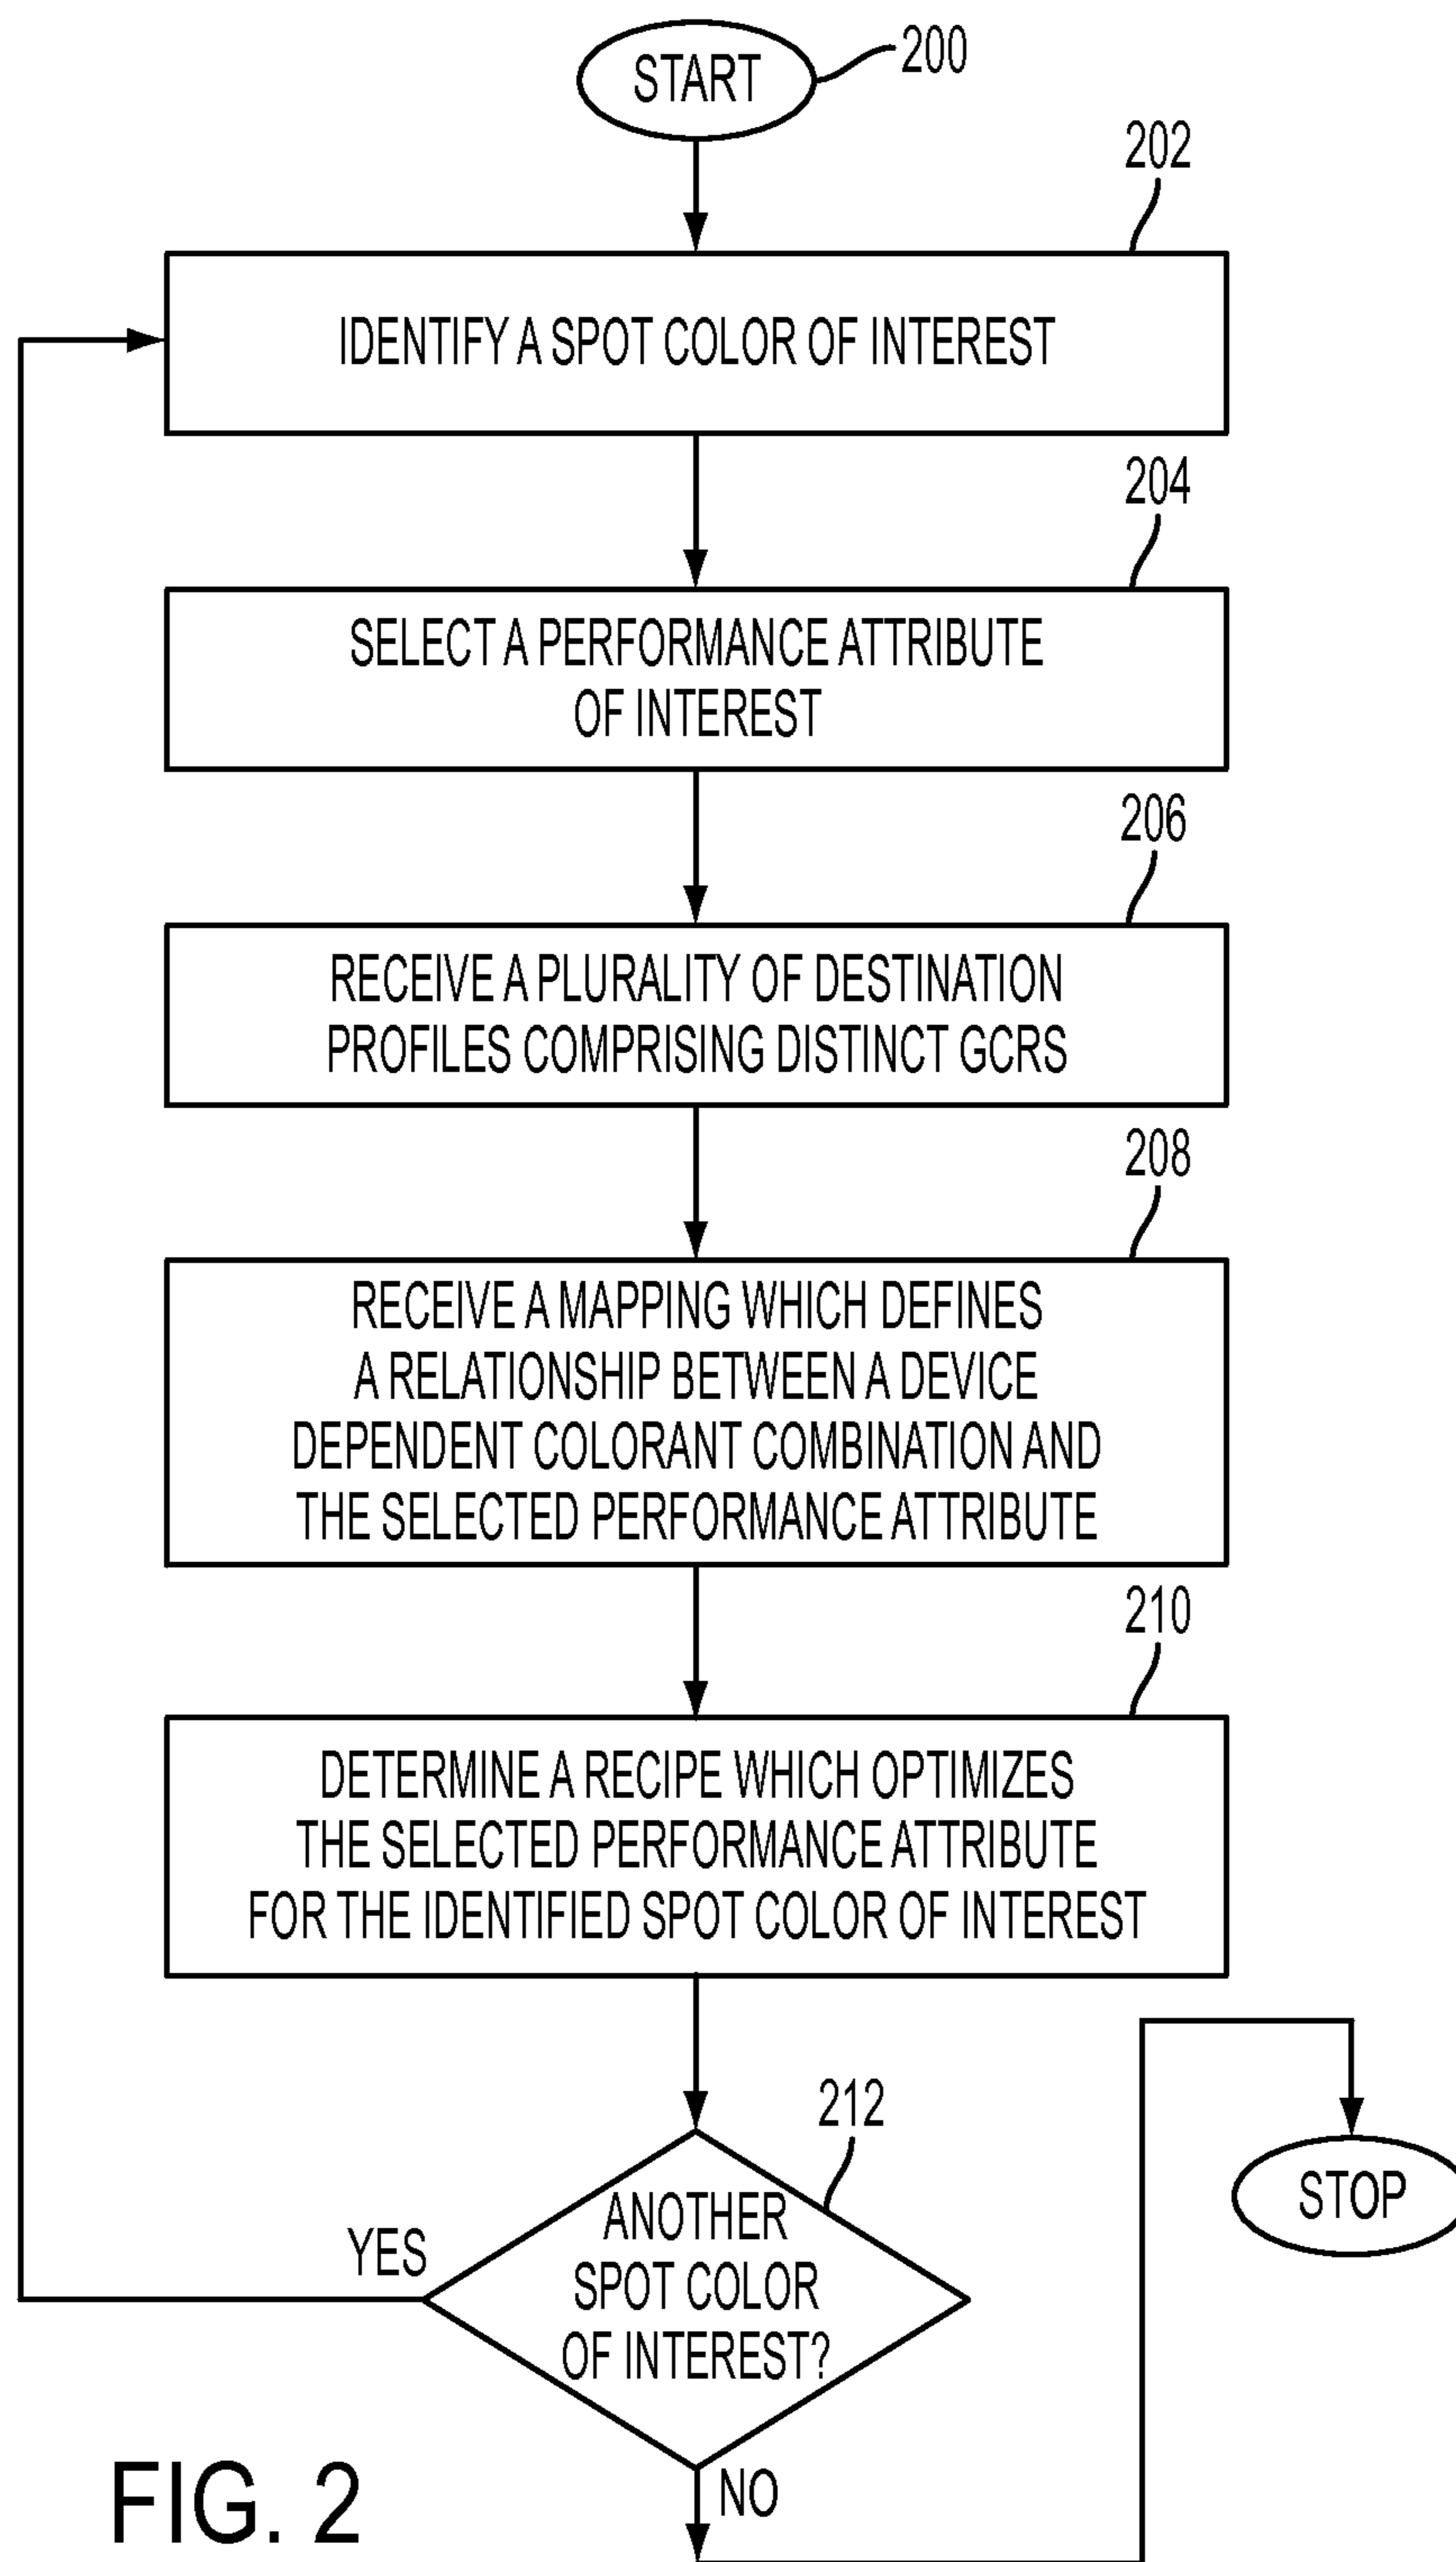 START
200
202
IDENTIFY A SPOT COLOR OF INTEREST
204
SELECT A PERFORMANCE ATTRIBUTE
OF INTEREST
206
RECEIVE A PLURALITY OF DESTINATION
PROFILES COMPRISING DISTINCT GCRS
208
RECEIVE A MAPPING WHICH DEFINES
A RELATIONSHIP BETWEEN A DEVICE
DEPENDENT COLORANT COMBINATION AND
THE SELECTED PERFORMANCE ATTRIBUTE
210
DETERMINE A RECIPE WHICH OPTIMIZES
THE SELECTED PERFORMANCE ATTRIBUTE
FOR THE IDENTIFIED SPOT COLOR OF INTEREST
212
ANOTHER
SPOT COLOR
OF INTEREST?
YES
NO
STOP
FIG. 2